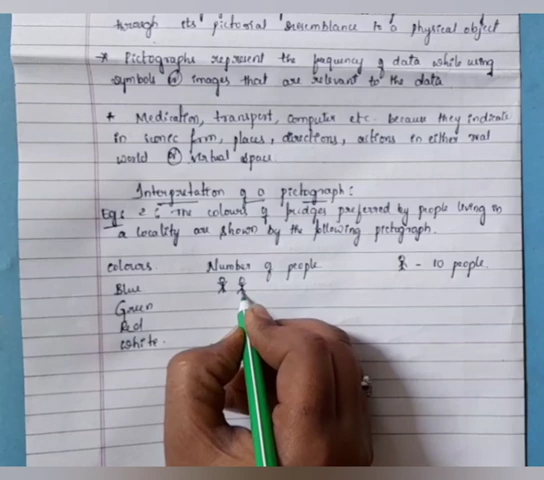 through its pictorial resemblance to a physical object
* Pictographs represent the frequency of data while using
symbols (or) images that are relevant to the data
* Medication, transport, computer etc. because they indicate
in iconic form, places, directions, actions in either real
world (or) virtual space.
Interpretation of a pictograph :
Eg: 2 : The colours of fridges preferred by people living in
a locality are shown by the following pictograph.
colours. Number of people - 10 people.
Blue
Green
Red
White.